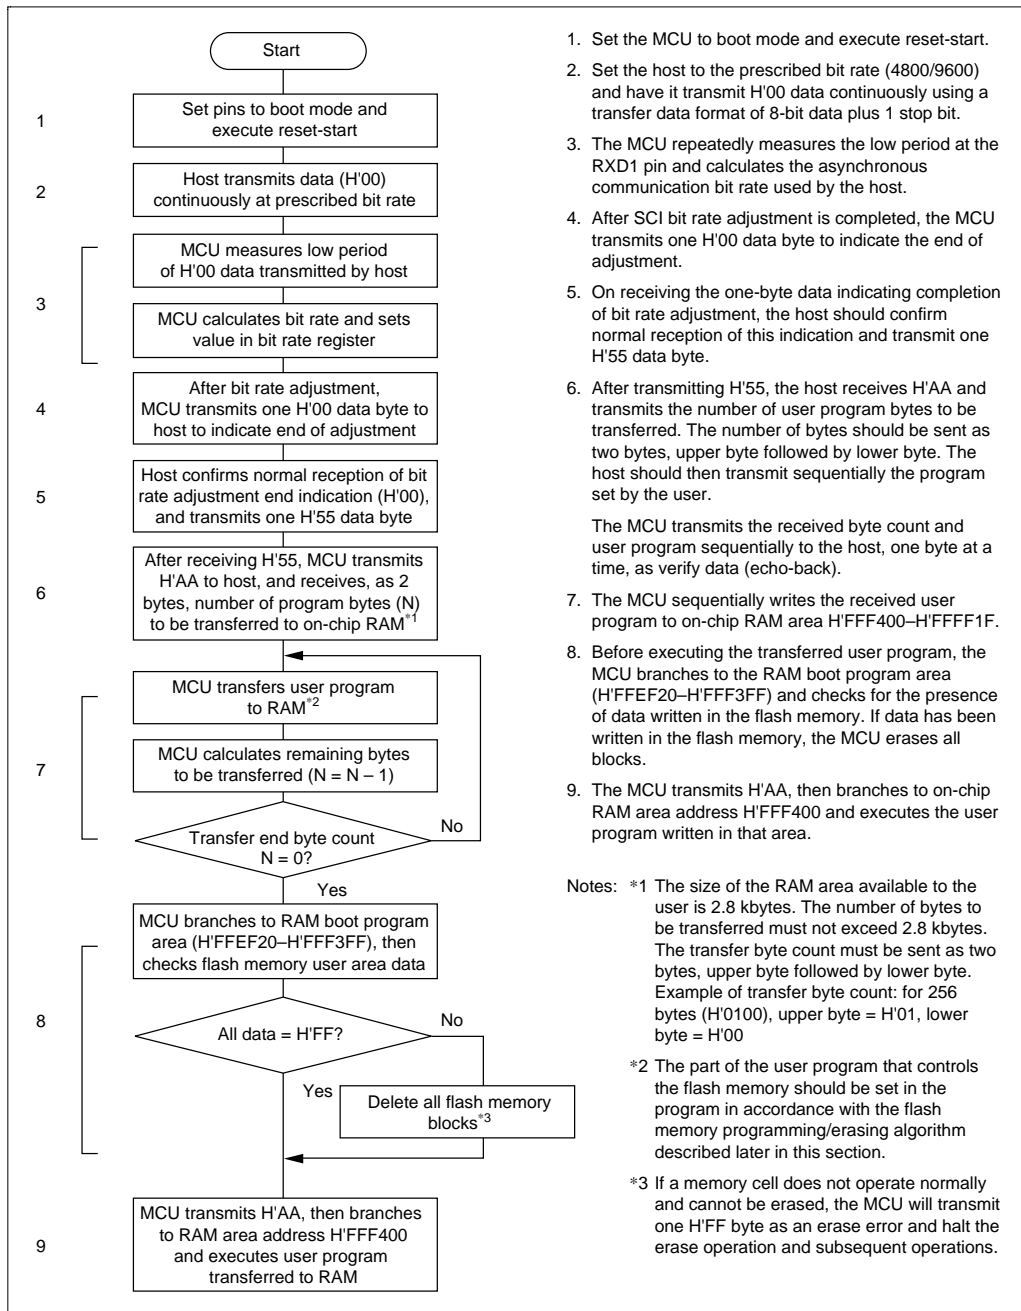 Start
1
Set pins to boot mode and
execute reset-start
2
Host transmits data (H'00)
continuously at prescribed bit rate
3
MCU measures low period
of H'00 data transmitted by host
MCU calculates bit rate and sets
value in bit rate register
4
After bit rate adjustment,
MCU transmits one H'00 data byte to
host to indicate end of adjustment
5
Host confirms normal reception of bit
rate adjustment end indication (H'00),
and transmits one H'55 data byte
6
After receiving H'55, MCU transmits
H'AA to host, and receives, as 2
bytes, number of program bytes (N)
to be transferred to on-chip RAM*1
7
MCU transfers user program
to RAM*2
MCU calculates remaining bytes
to be transferred (N = N – 1)
Transfer end byte count
N = 0?
No
Yes
8
MCU branches to RAM boot program
area (H'FFEF20–H'FFF3FF), then
checks flash memory user area data
All data = H'FF?
No
Yes
Delete all flash memory
blocks*3
9
MCU transmits H'AA, then branches
to RAM area address H'FFF400
and executes user program
transferred to RAM
1. Set the MCU to boot mode and execute reset-start.
2. Set the host to the prescribed bit rate (4800/9600)
and have it transmit H'00 data continuously using a
transfer data format of 8-bit data plus 1 stop bit.
3. The MCU repeatedly measures the low period at the
RXD1 pin and calculates the asynchronous
communication bit rate used by the host.
4. After SCI bit rate adjustment is completed, the MCU
transmits one H'00 data byte to indicate the end of
adjustment.
5. On receiving the one-byte data indicating completion
of bit rate adjustment, the host should confirm
normal reception of this indication and transmit one
H'55 data byte.
6. After transmitting H'55, the host receives H'AA and
transmits the number of user program bytes to be
transferred. The number of bytes should be sent as
two bytes, upper byte followed by lower byte. The
host should then transmit sequentially the program
set by the user.
The MCU transmits the received byte count and
user program sequentially to the host, one byte at a
time, as verify data (echo-back).
7. The MCU sequentially writes the received user
program to on-chip RAM area H'FFF400–H'FFFF1F.
8. Before executing the transferred user program, the
MCU branches to the RAM boot program area
(H'FFEF20–H'FFF3FF) and checks for the presence
of data written in the flash memory. If data has been
written in the flash memory, the MCU erases all
blocks.
9. The MCU transmits H'AA, then branches to on-chip
RAM area address H'FFF400 and executes the user
program written in that area.
Notes: *1 The size of the RAM area available to the
user is 2.8 kbytes. The number of bytes to
be transferred must not exceed 2.8 kbytes.
The transfer byte count must be sent as two
bytes, upper byte followed by lower byte.
Example of transfer byte count: for 256
bytes (H'0100), upper byte = H'01, lower
byte = H'00
*2 The part of the user program that controls
the flash memory should be set in the
program in accordance with the flash
memory programming/erasing algorithm
described later in this section.
*3 If a memory cell does not operate normally
and cannot be erased, the MCU will transmit
one H'FF byte as an erase error and halt the
erase operation and subsequent operations.